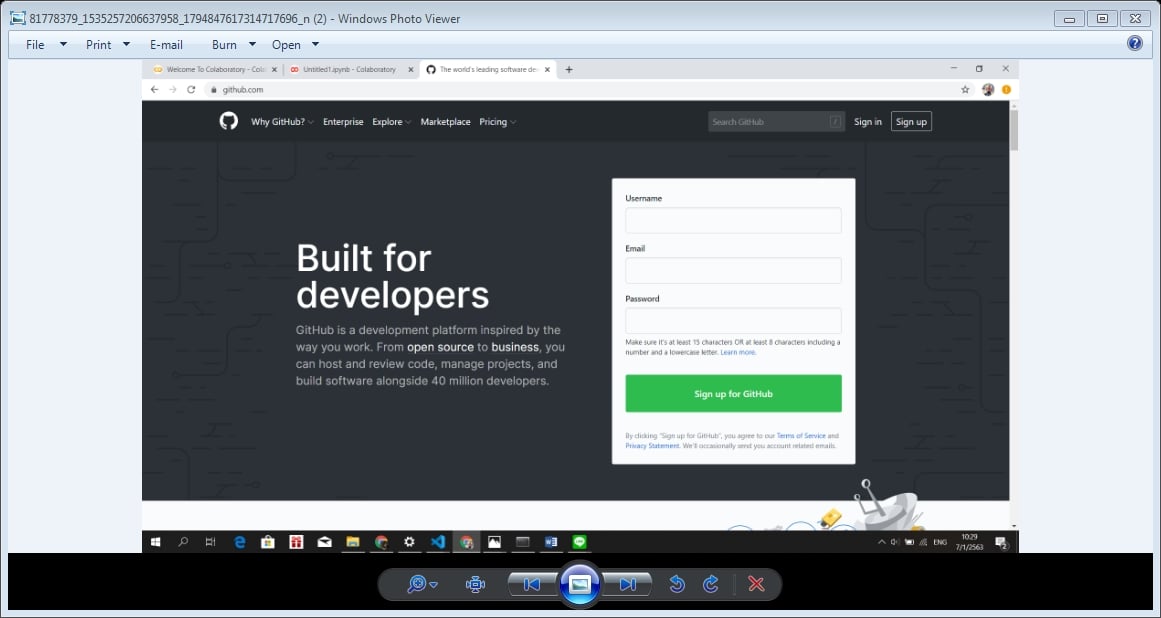 81778379_1535257206637958_1794847617314717696_n (2) - Windows Photo Viewer
File Print E-mail Burn Open
Welcome To Colaboratory - Cola Untitled1.ipynb - Colaboratory The world's leading software de
github.com
Why GitHub? Enterprise Explore Marketplace Pricing Search GitHub / Sign in Sign up
Built for
developers
GitHub is a development platform inspired by the
way you work. From open source to business, you
can host and review code, manage projects, and
build software alongside 40 million developers.
Username
Email
Password
Make sure it's at least 15 characters OR at least 8 characters including a
number and a lowercase letter. Learn more.
Sign up for GitHub
By clicking "Sign up for GitHub", you agree to our Terms of Service and
Privacy Statement. We'll occasionally send you account related emails.
ENG
10:29
7/1/2563
2